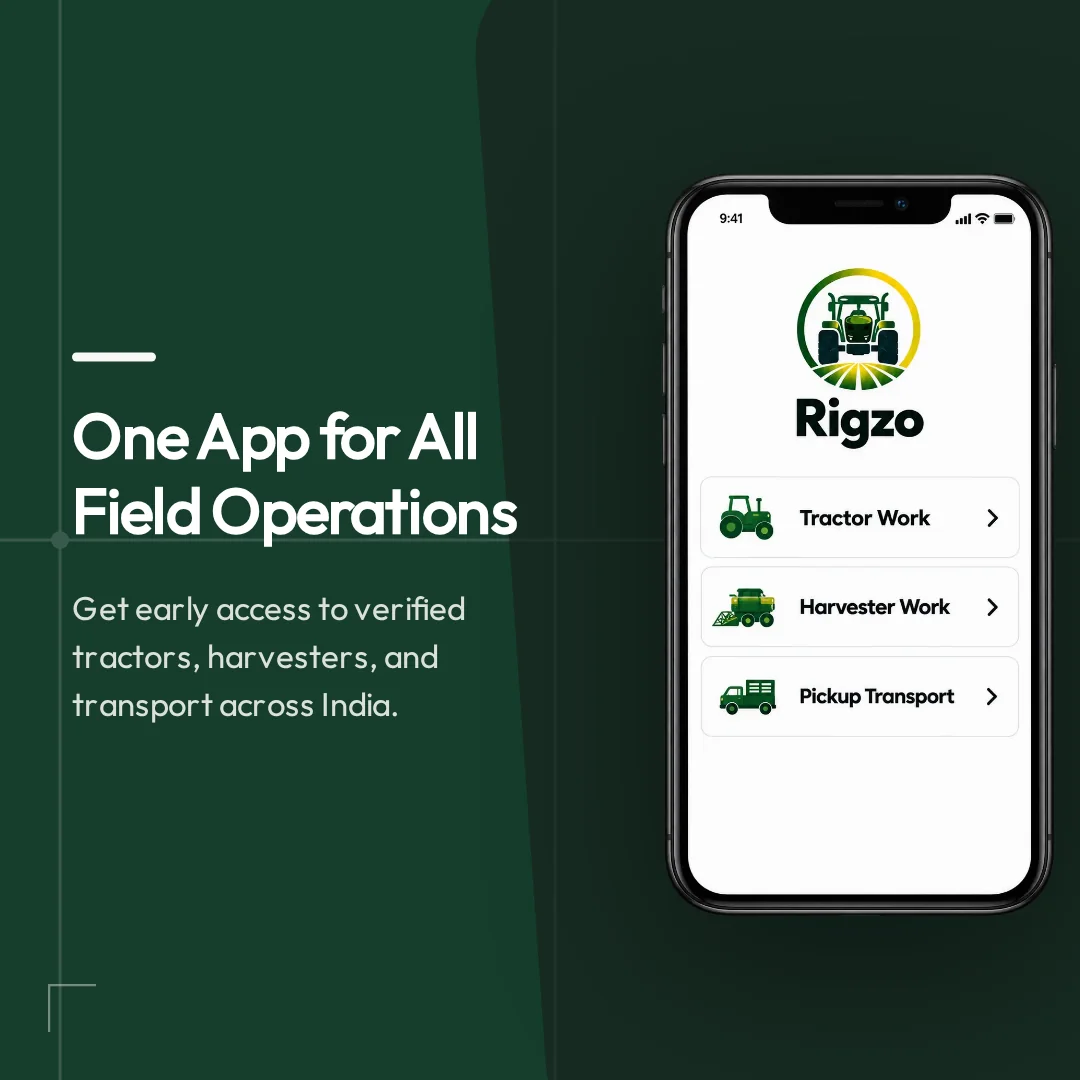 One App for All
Field Operations
Get early access to verified
tractors, harvesters, and
transport across India.
9:41
Rigzo
Tractor Work
Harvester Work
Pickup Transport